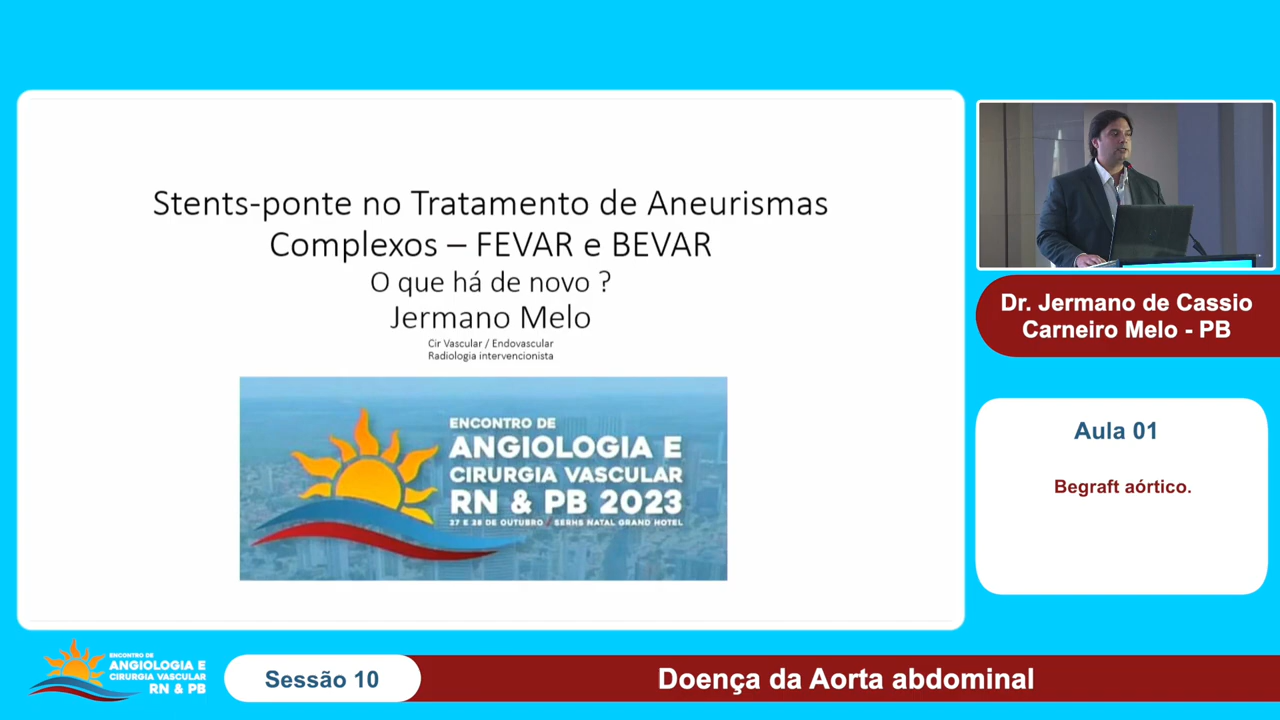 Stents-ponte no Tratamento de Aneurismas
Complexos – FEVAR e BEVAR
O que há de novo ?
Jermano Melo
Cir Vascular / Endovascular
Radiologia intervencionista
ENCONTRO DE
ANGIOLOGIA E
CIRURGIA VASCULAR
RN & PB 2023
27 E 28 DE OUTUBRO / SERHS NATAL GRAND HOTEL
Dr. Jermano de Cassio
Carneiro Melo - PB
Aula 01
Begraft aórtico.
ENCONTRO DE
ANGIOLOGIA E
CIRURGIA VASCULAR
RN & PB
Sessão 10
Doença da Aorta abdominal